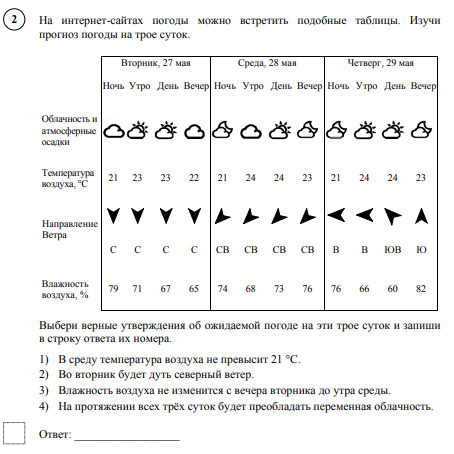 2
На интернет-сайтах погоды можно встретить подобные таблицы. Изучи
прогноз погоды на трое суток.
Вторник, 27 мая Среда, 28 мая Четверг, 29 мая
Ночь Утро День Вечер Ночь Утро День Вечер Ночь Утро День Вечер
Облачность и
атмосферные
осадки
Температура
воздуха, °C 21 23 23 22 21 24 24 23 21 24 24 23
Направление
Ветра
С С С С СВ СВ СВ СВ В В ЮВ Ю
Влажность
воздуха, % 79 71 67 65 74 68 73 76 76 66 60 82
Выбери верные утверждения об ожидаемой погоде на эти трое суток и запиши
в строку ответа их номера.
1) В среду температура воздуха не превысит 21 °C.
2) Во вторник будет дуть северный ветер.
3) Влажность воздуха не изменится с вечера вторника до утра среды.
4) На протяжении всех трёх суток будет преобладать переменная облачность.
Ответ: ___________________